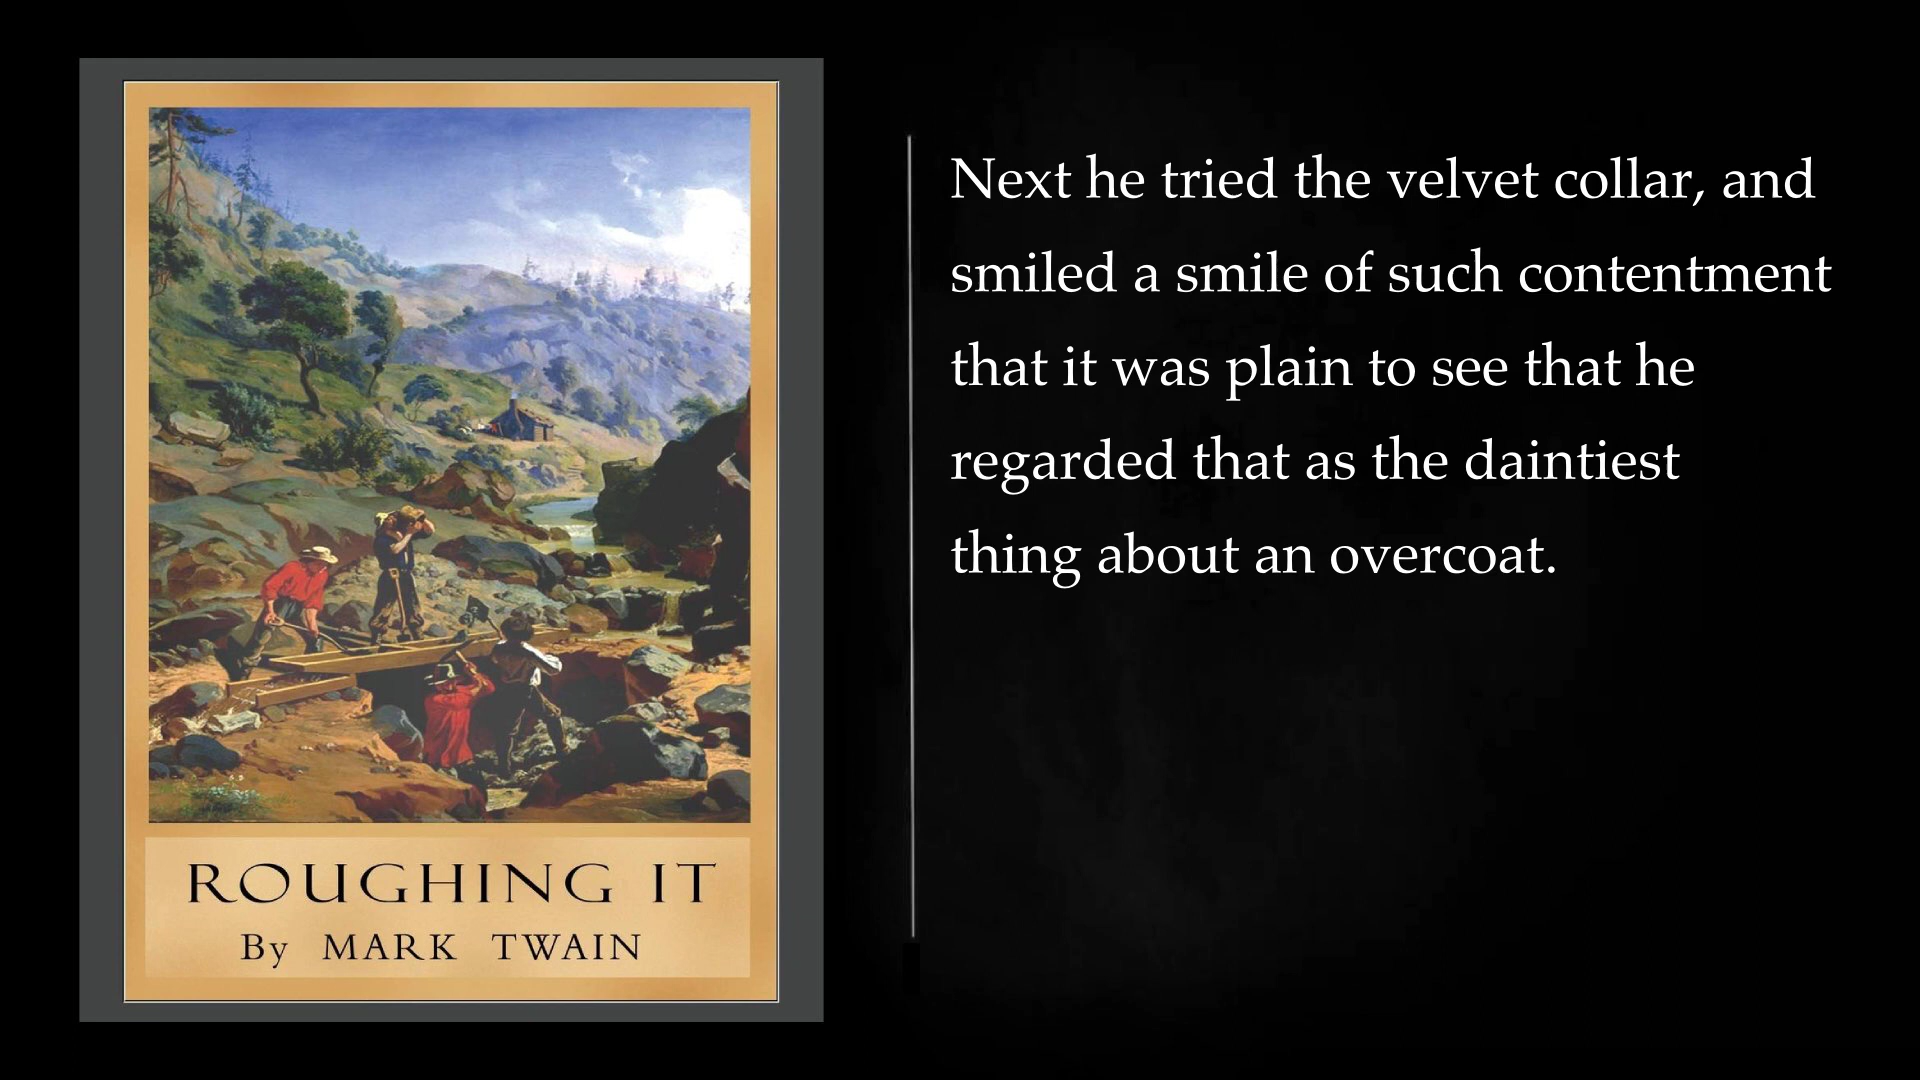 ROUGHING IT
By MARK TWAIN
Next he tried the velvet collar, and
smiled a smile of such contentment
that it was plain to see that he
regarded that as the daintiest
thing about an overcoat.